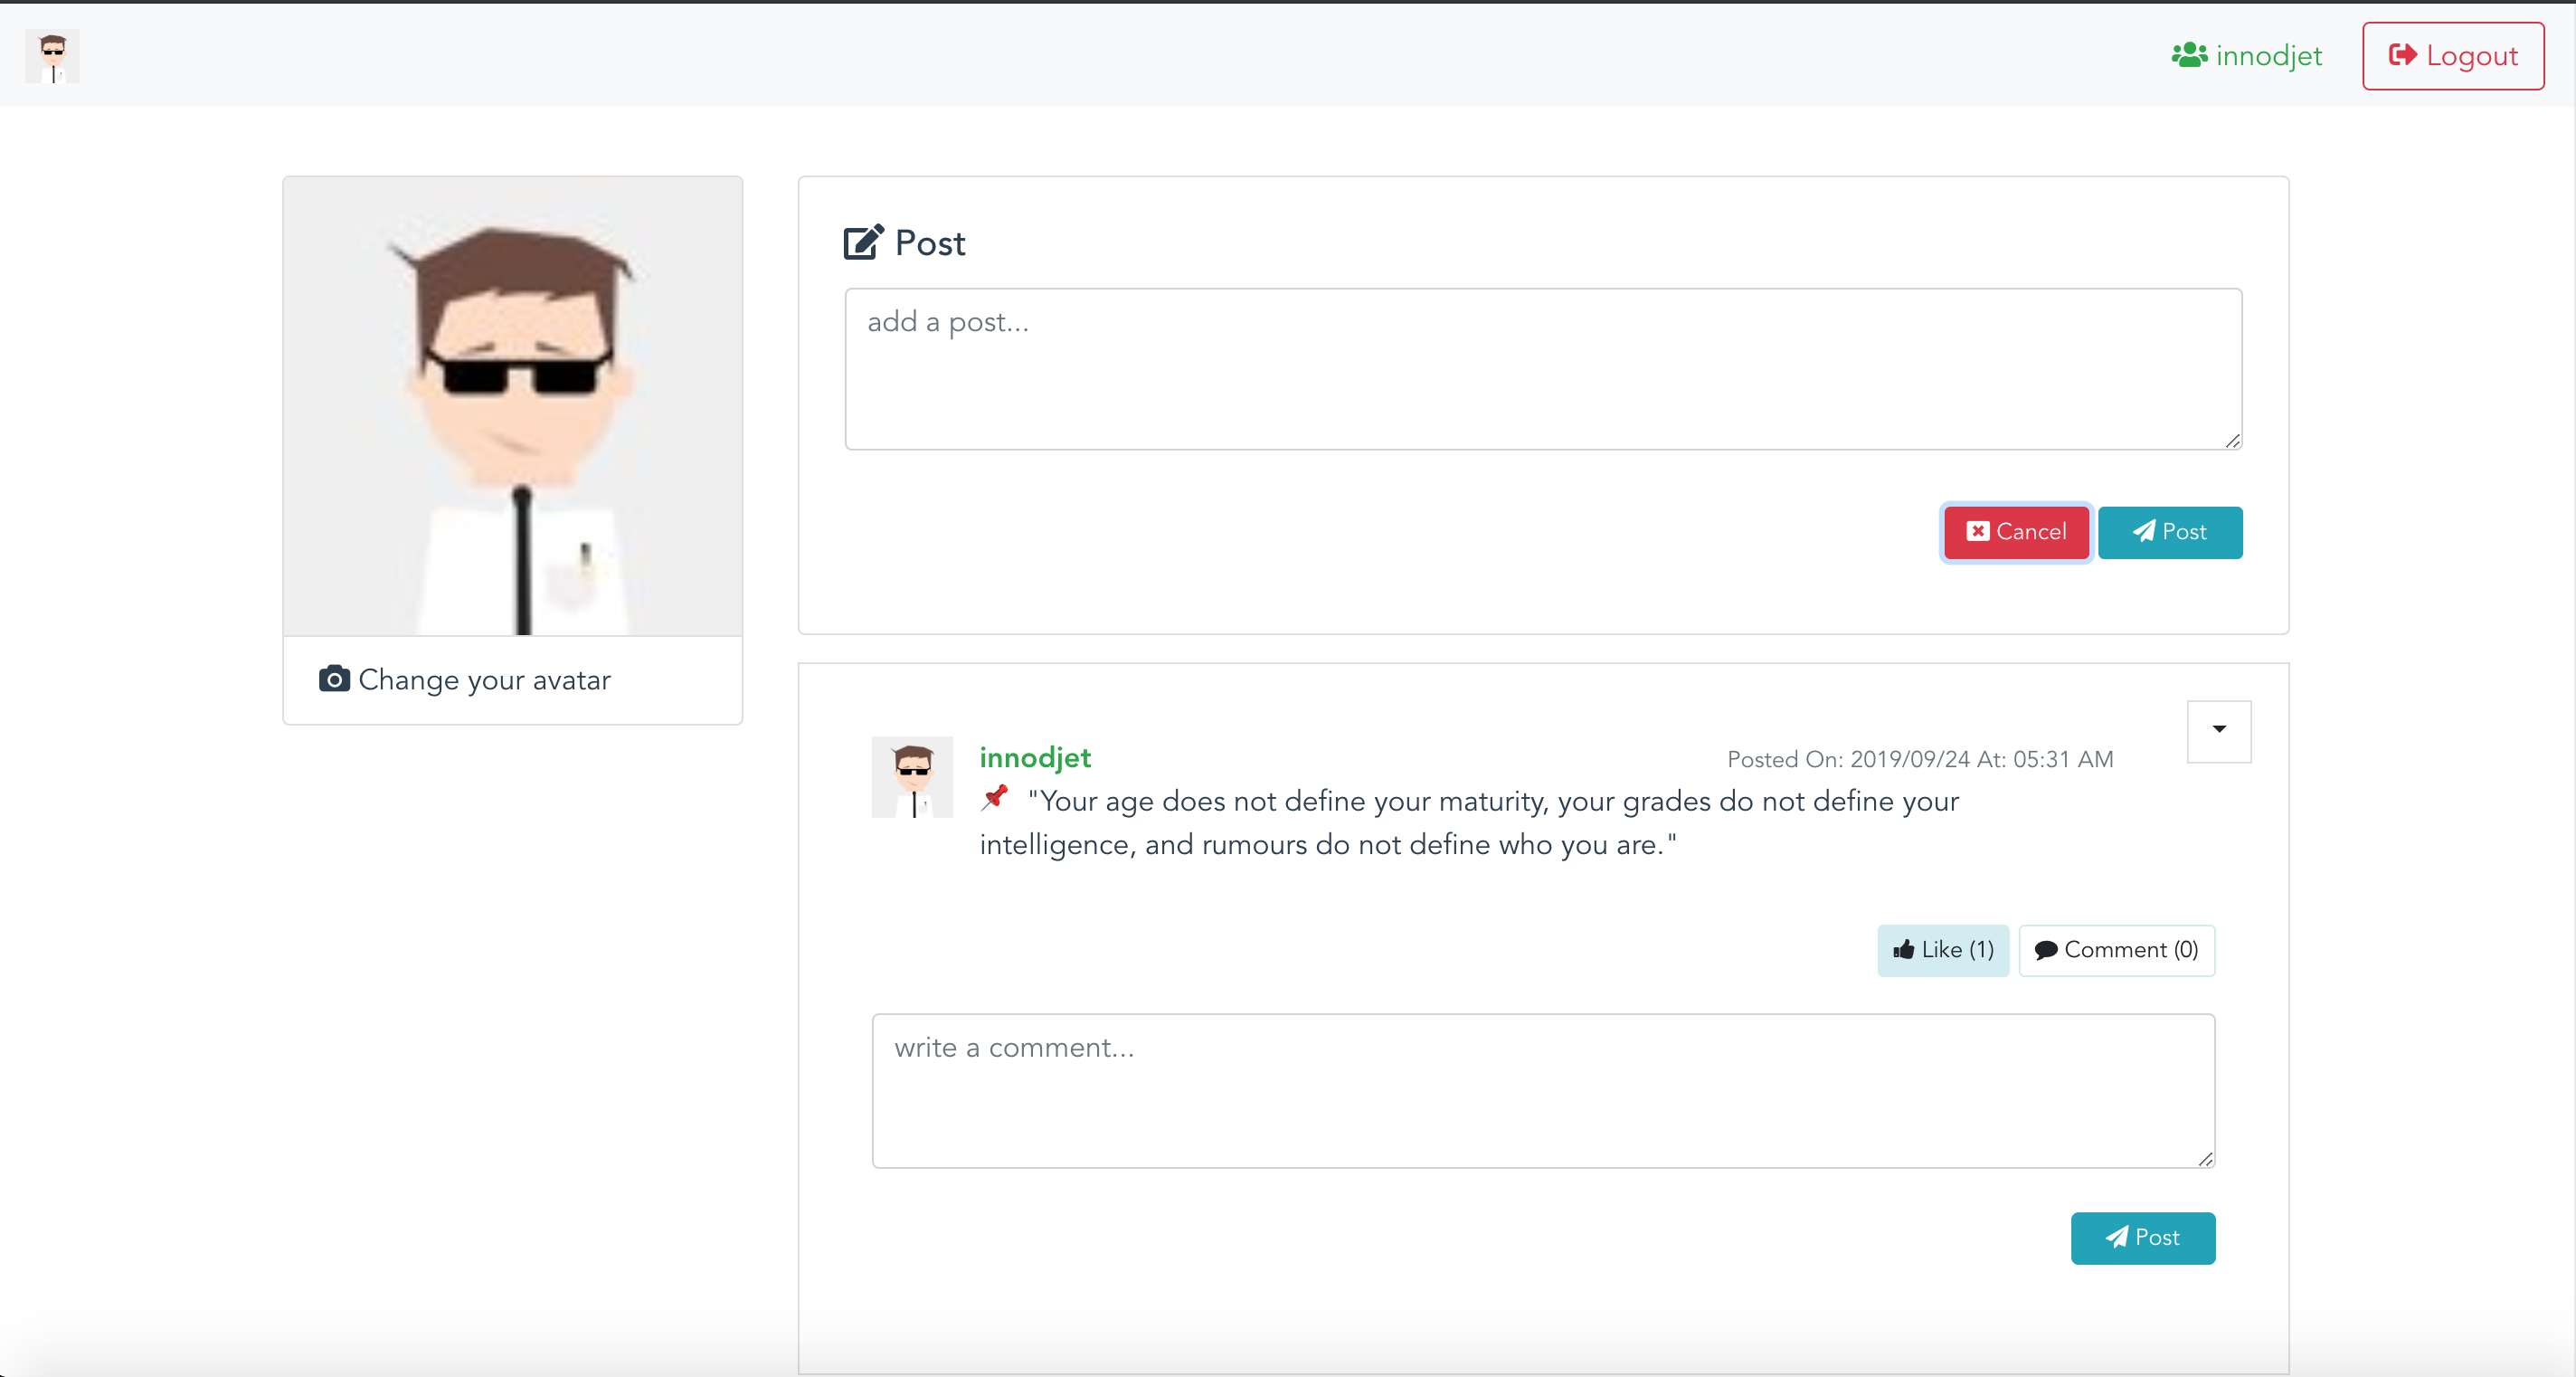 innodjet
Logout
Post
add a post...
Cancel
Post
Change your avatar
innodjet
Posted On: 2019/09/24 At: 05:31 AM
"Your age does not define your maturity, your grades do not define your
intelligence, and rumours do not define who you are."
Like (1)
Comment (0)
write a comment...
Post